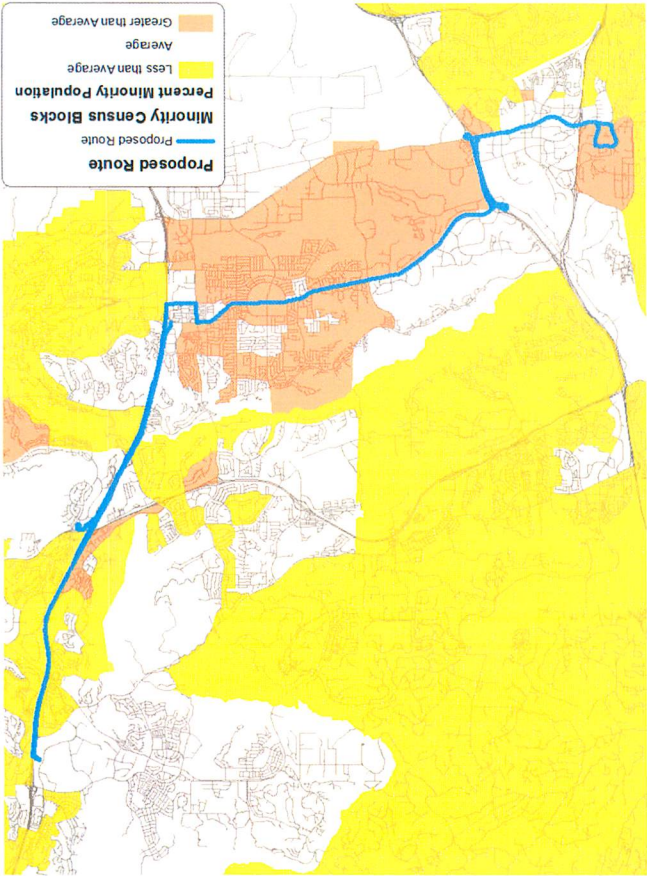 Proposed Route
Proposed Route
Minority Census Blocks
Percent Minority Population
Less than Average
Average
Greater than Average